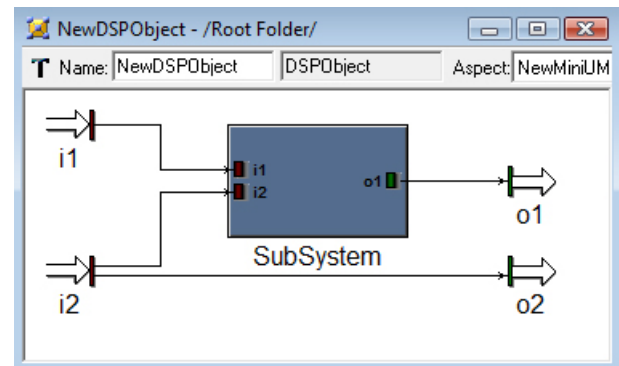 NewDSPObject - /Root Folder/
T Name: NewDSPObject DSPObject Aspect: NewMiniUM
i1
i1
i2
o1
o1
SubSystem
i2
o2